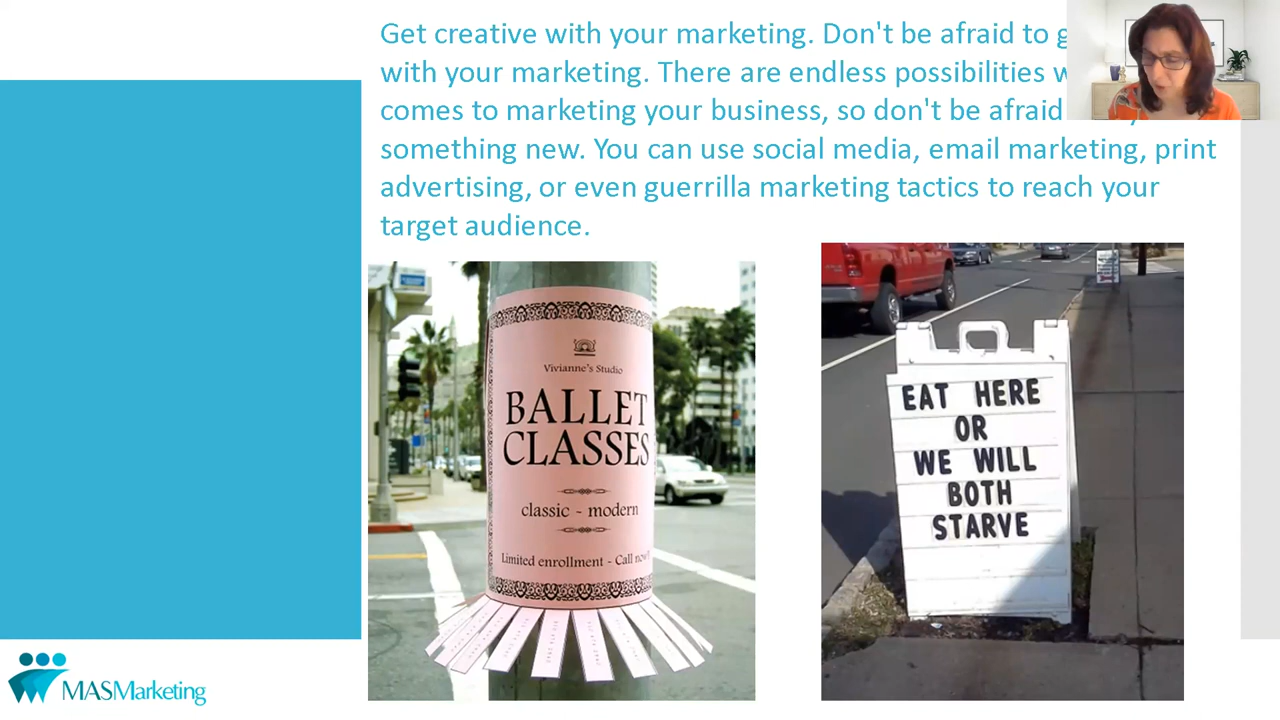 Get creative with your marketing. Don't be afraid to g
with your marketing. There are endless possibilities w
comes to marketing your business, so don't be afraid
something new. You can use social media, email marketing, print
advertising, or even guerrilla marketing tactics to reach your
target audience.
Vivianne's Studio
BALLET
CLASSES
classic ~ modern
Limited enrollment - Call now!
EAT HERE
OR
WE WILL
BOTH
STARVE
MASMarketing